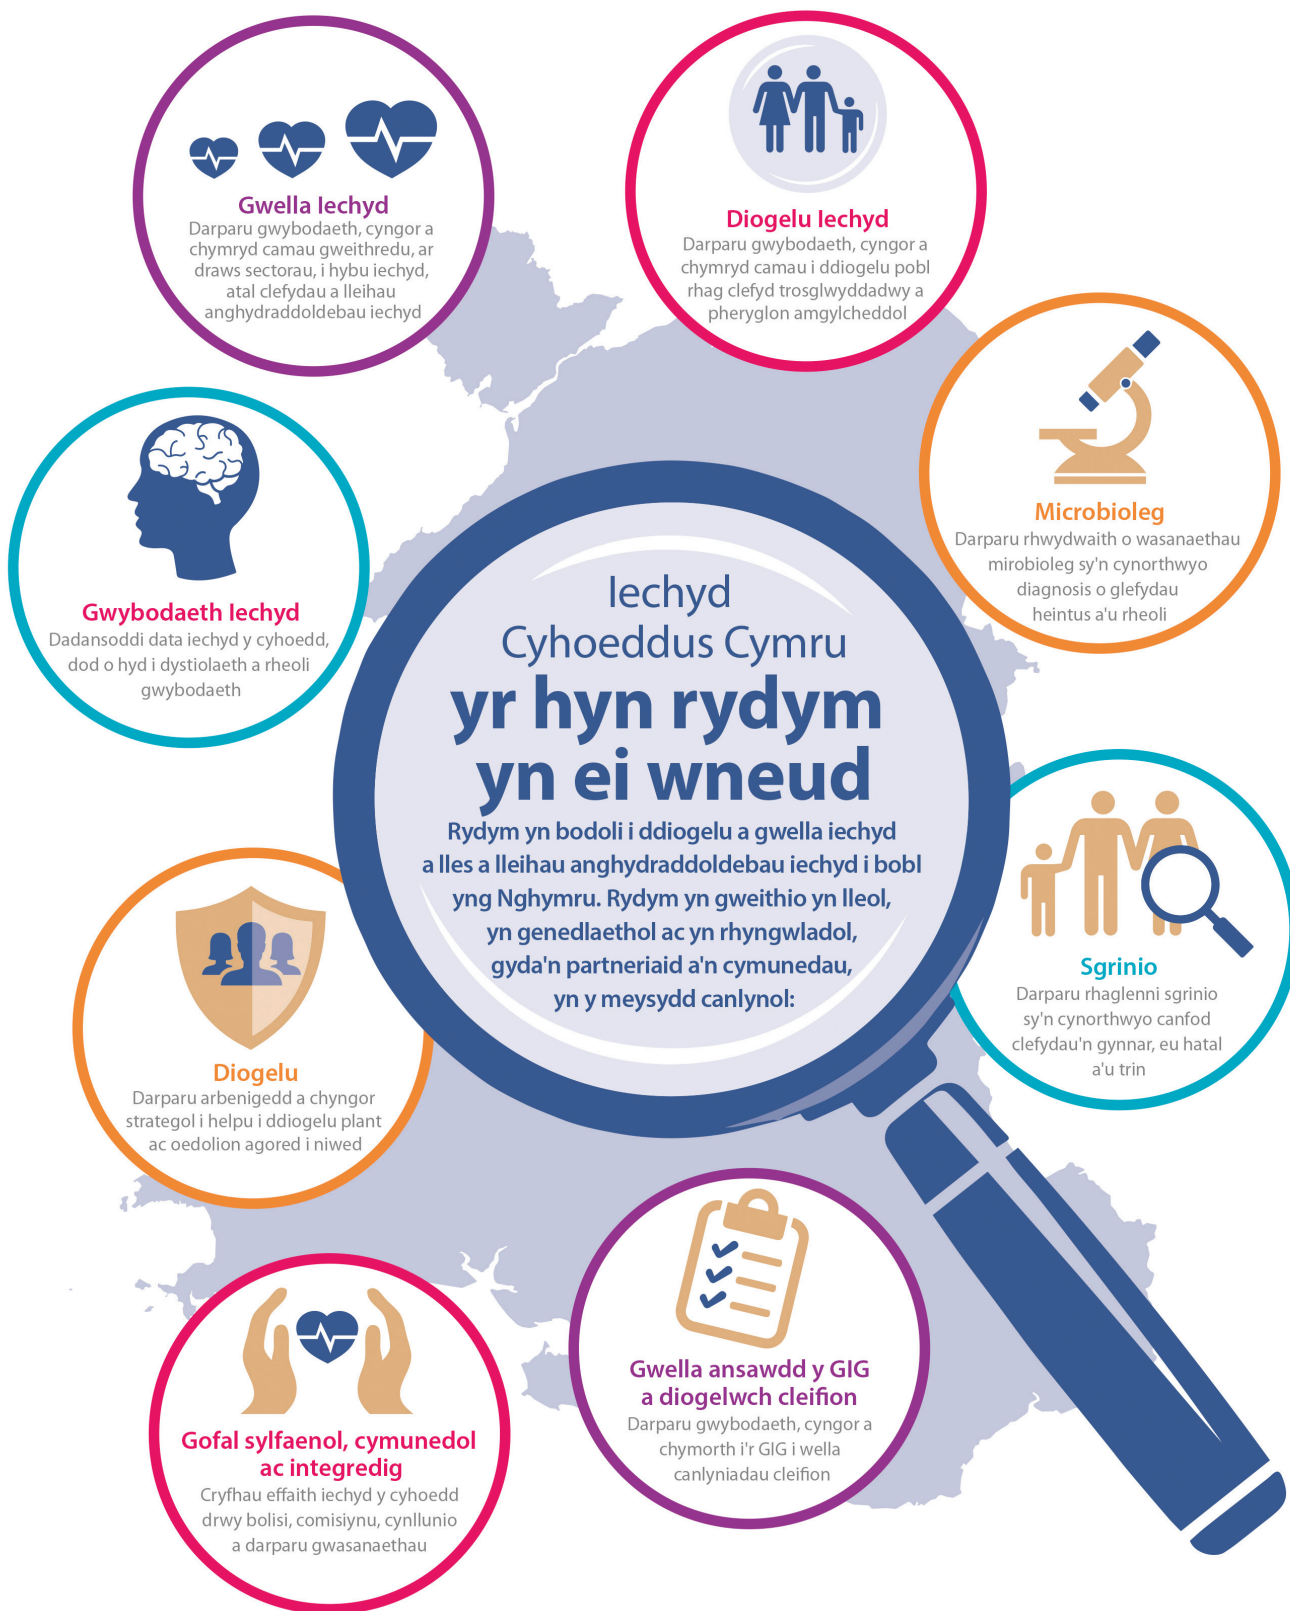 Gwella Iechyd
Darparu gwybodaeth, cyngor a
chymryd camau gweithredu, ar
draws sectorau, i hybu iechyd,
atal clefydau a lleihau
anghydraddoldebau iechyd
Diogelu Iechyd
Darparu gwybodaeth, cyngor a
chymryd camau i ddiogelu pobl
rhag clefyd trosglwyddadwy a
pheryglon amgylcheddol
Microbioleg
Darparu rhwydwaith o wasanaethau
mirobioleg sy'n cynorthwyo
diagnosis o glefydau
heintus a'u rheoli
Gwybodaeth Iechyd
Dadansoddi data iechyd y cyhoedd,
dod o hyd i dystiolaeth a rheoli
gwybodaeth
Iechyd
Cyhoeddus Cymru
yr hyn rydym
yn ei wneud
Rydym yn bodoli i ddiogelu a gwella iechyd
a lles a lleihau anghydraddoldebau iechyd i bobl
yng Nghymru. Rydym yn gweithio yn lleol,
yn genedlaethol ac yn rhyngwladol,
gyda'n partneriaid a'n cymunedau,
yn y meysydd canlynol:
Sgrinio
Darparu rhaglenni sgrinio
sy'n cynorthwyo canfod
clefydau'n gynnar, eu hatal
a'u trin
Diogelu
Darparu arbenigedd a chyngor
strategol i helpu i ddiogelu plant
ac oedolion agored i niwed
Gwella ansawdd y GIG
a diogelwch cleifion
Darparu gwybodaeth, cyngor a
chymorth i'r GIG i wella
canlyniadau cleifion
Gofal sylfaenol, cymunedol
ac integredig
Cryfhau effaith iechyd y cyhoedd
drwy bolisi, comisiynu, cynllunio
a darparu gwasanaethau